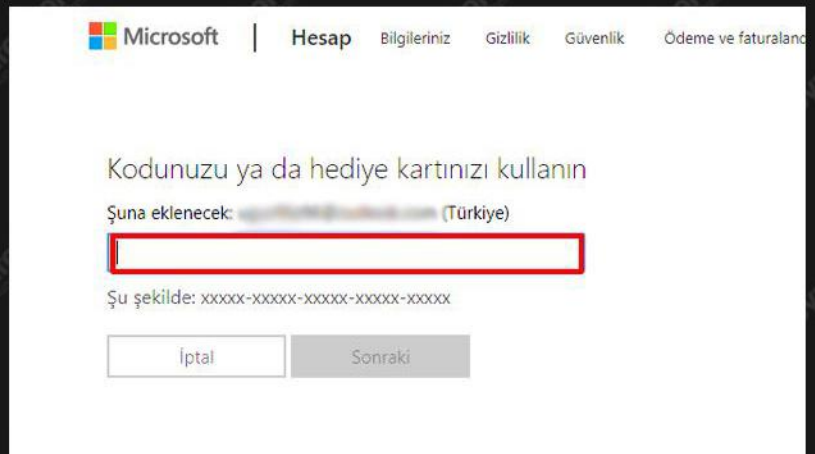 Microsoft | Hesap Bilgileriniz Gizlilik Güvenlik Ödeme ve faturaland
Kodunuzu ya da hediye kartınızı kullanın
Şuna eklenecek: (Türkiye)
Şu şekilde: xxxxx-xxxxx-xxxxx-xxxxx-xxxxx
İptal Sonraki